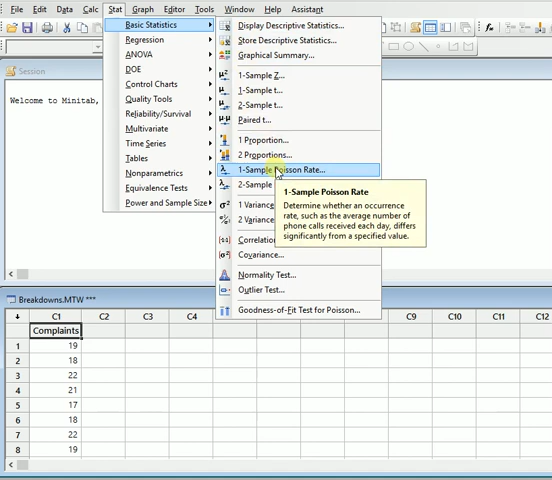 File Edit Data Calc Stat Graph Editor Tools Window Help Assistant
Basic Statistics
Regression
ANOVA
DOE
Control Charts
Quality Tools
Reliability/Survival
Multivariate
Time Series
Tables
Nonparametrics
Equivalence Tests
Power and Sample Size
Display Descriptive Statistics...
Store Descriptive Statistics...
Graphical Summary...
µ² 1-Sample Z...
1-Sample t...
2-Sample t...
Paired t...
1 Proportion...
2 Proportions...
1-Sample Poisson Rate...
2-Sample
σ² 1 Variance
2 Variance
Correlation
Covariance...
Normality Test...
Outlier Test...
Goodness-of-Fit Test for Poisson...
1-Sample Poisson Rate
Determine whether an occurrence
rate, such as the average number of
phone calls received each day, differs
significantly from a specified value.
Session
Welcome to Minitab,
Breakdowns.MTW ***
C1 C2 C3 C4 C9 C10 C11 C12
Complaints
1 19
2 18
3 22
4 21
5 17
6 18
7 22
8 19